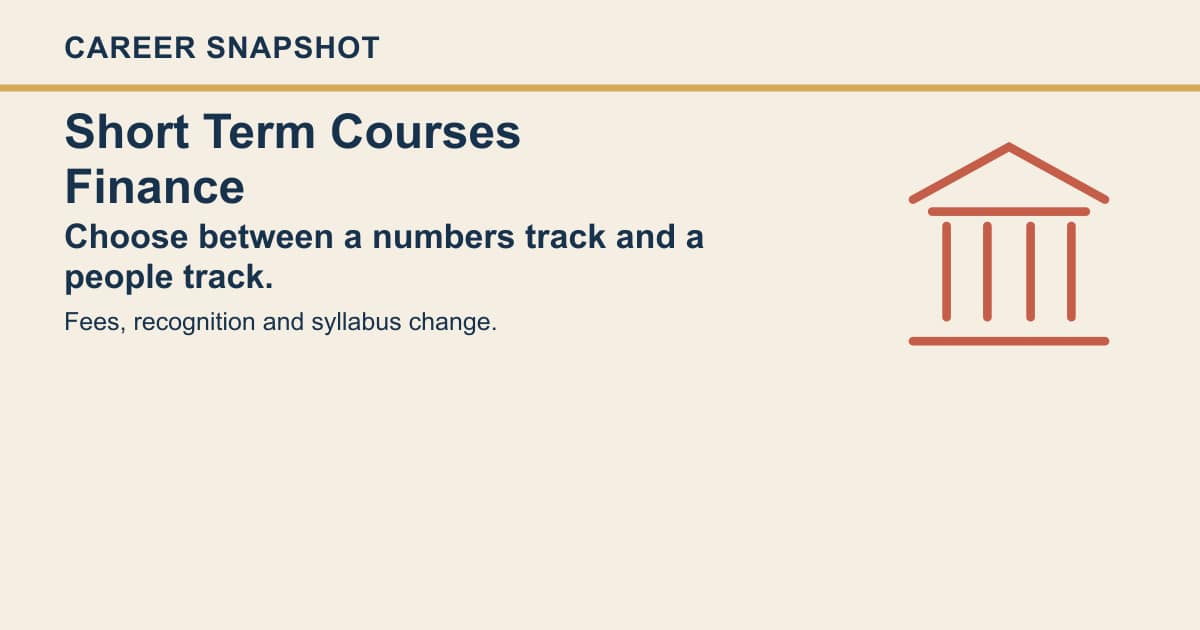 CAREER SNAPSHOT
Short Term Courses
Finance
Choose between a numbers track and a
people track.
Fees, recognition and syllabus change.